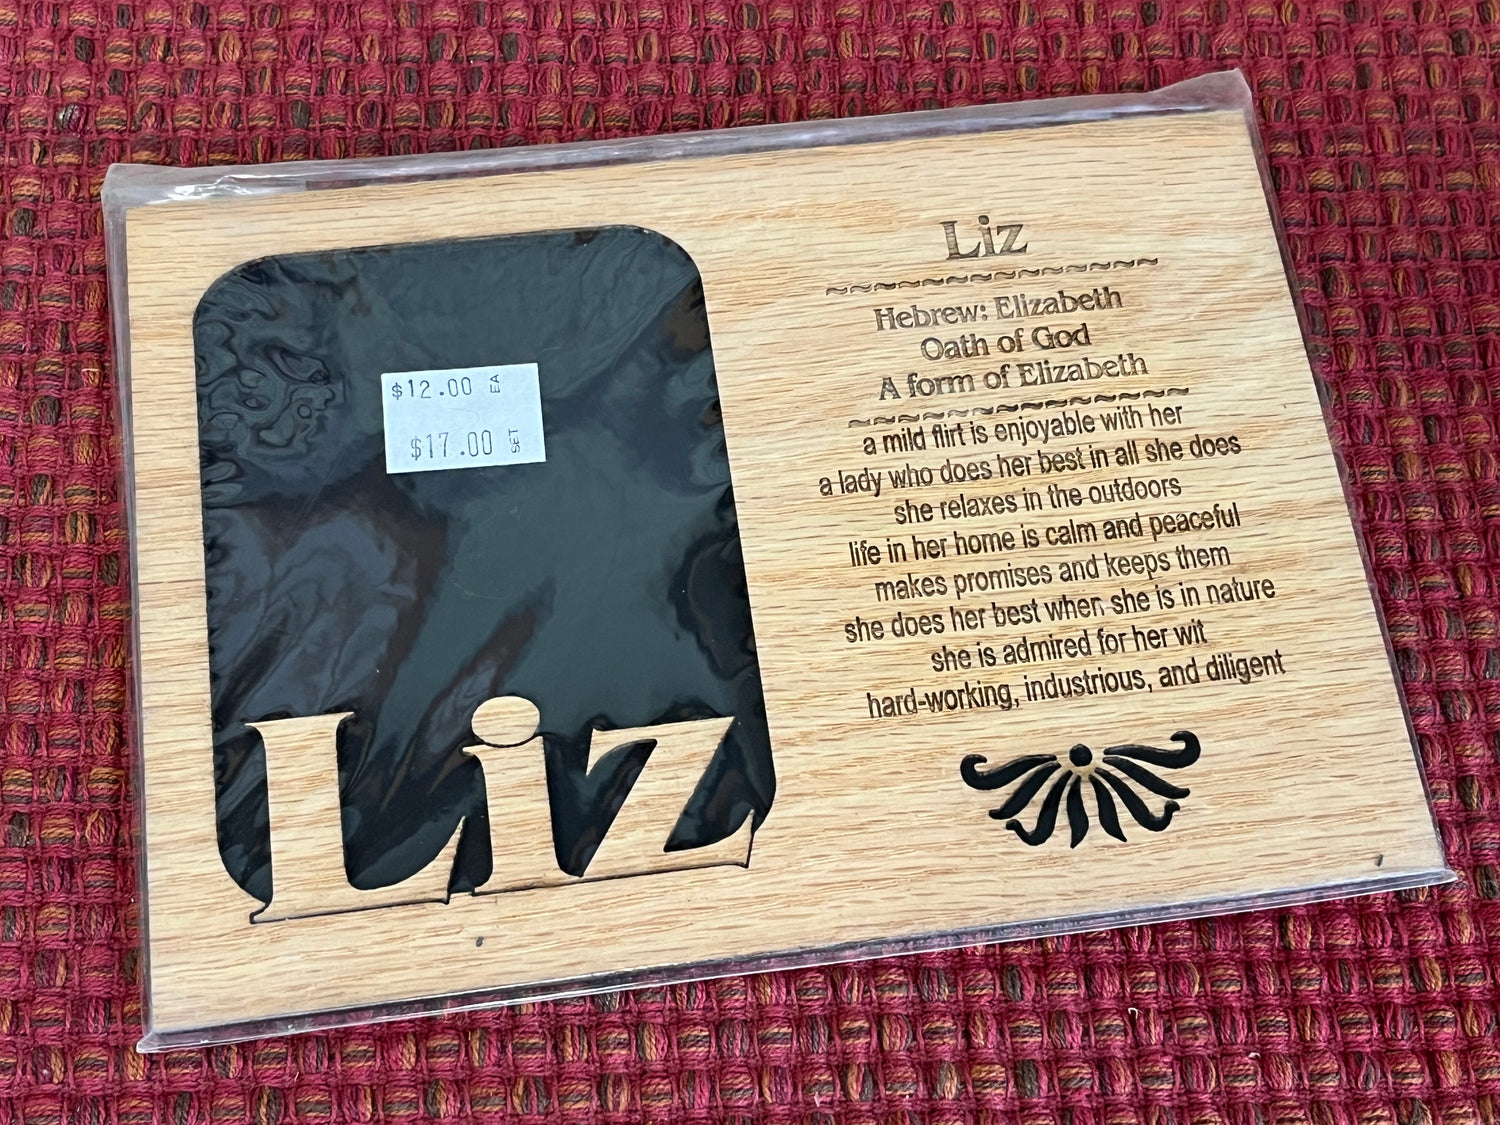 $12.00 EA
$17.00 SET
Liz
Liz
Hebrew: Elizabeth
Oath of God
A form of Elizabeth
a mild flirt is enjoyable with her
a lady who does her best in all she does
she relaxes in the outdoors
life in her home is calm and peaceful
makes promises and keeps them
she does her best when she is in nature
she is admired for her wit
hard-working, industrious, and diligent